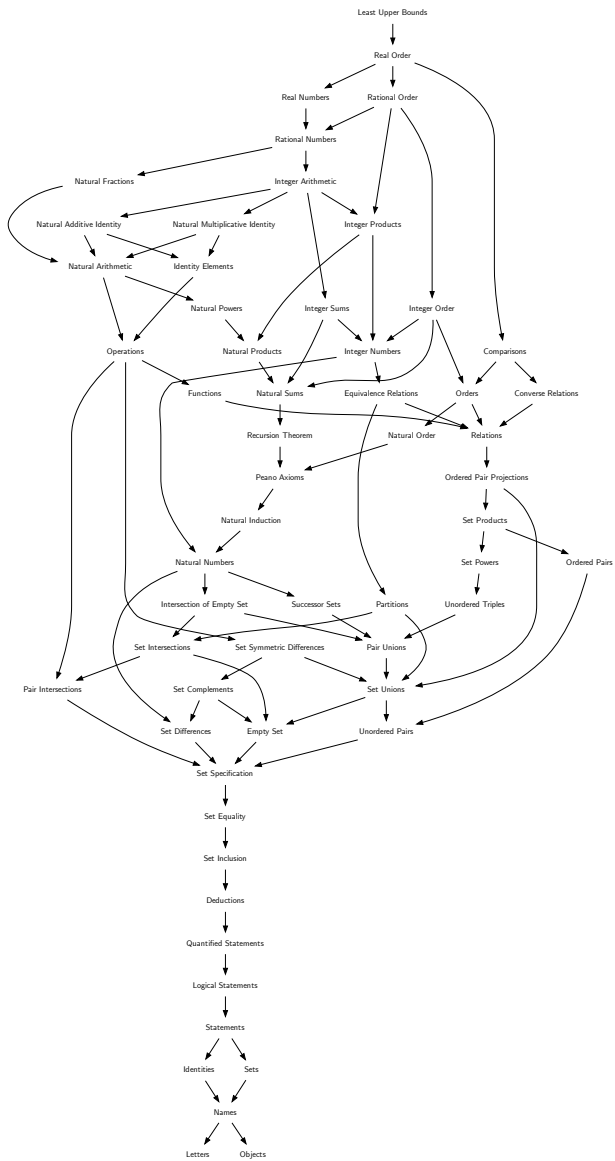 Least Upper Bounds
Real Order
Real Numbers
Rational Order
Rational Numbers
Natural Fractions
Integer Arithmetic
Natural Additive Identity
Natural Multiplicative Identity
Integer Products
Natural Arithmetic
Identity Elements
Natural Powers
Integer Sums
Integer Order
Operations
Natural Products
Integer Numbers
Comparisons
Functions
Natural Sums
Equivalence Relations
Orders
Converse Relations
Recursion Theorem
Natural Order
Relations
Peano Axioms
Ordered Pair Projections
Natural Induction
Set Products
Natural Numbers
Set Powers
Ordered Pairs
Intersection of Empty Set
Successor Sets
Partitions
Unordered Triples
Set Intersections
Set Symmetric Differences
Pair Unions
Pair Intersections
Set Complements
Set Unions
Set Differences
Empty Set
Unordered Pairs
Set Specification
Set Equality
Set Inclusion
Deductions
Quantified Statements
Logical Statements
Statements
Identities
Sets
Names
Letters
Objects